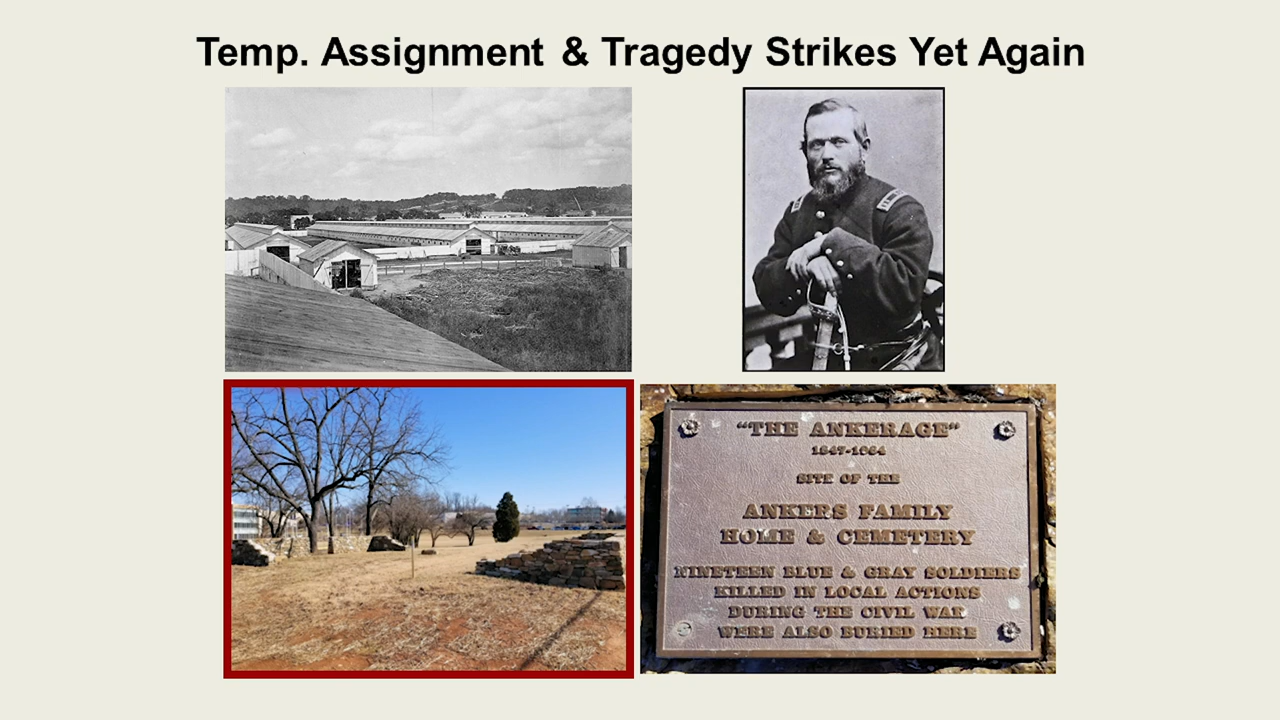 Temp. Assignment & Tragedy Strikes Yet Again
"THE ANKERAGE"
1847-1964
SITE OF THE
ANKERS FAMILY
HOME & CEMETERY
NINETEEN BLUE & GRAY SOLDIERS
KILLED IN LOCAL ACTIONS
DURING THE CIVIL WAR
WERE ALSO BURIED HERE